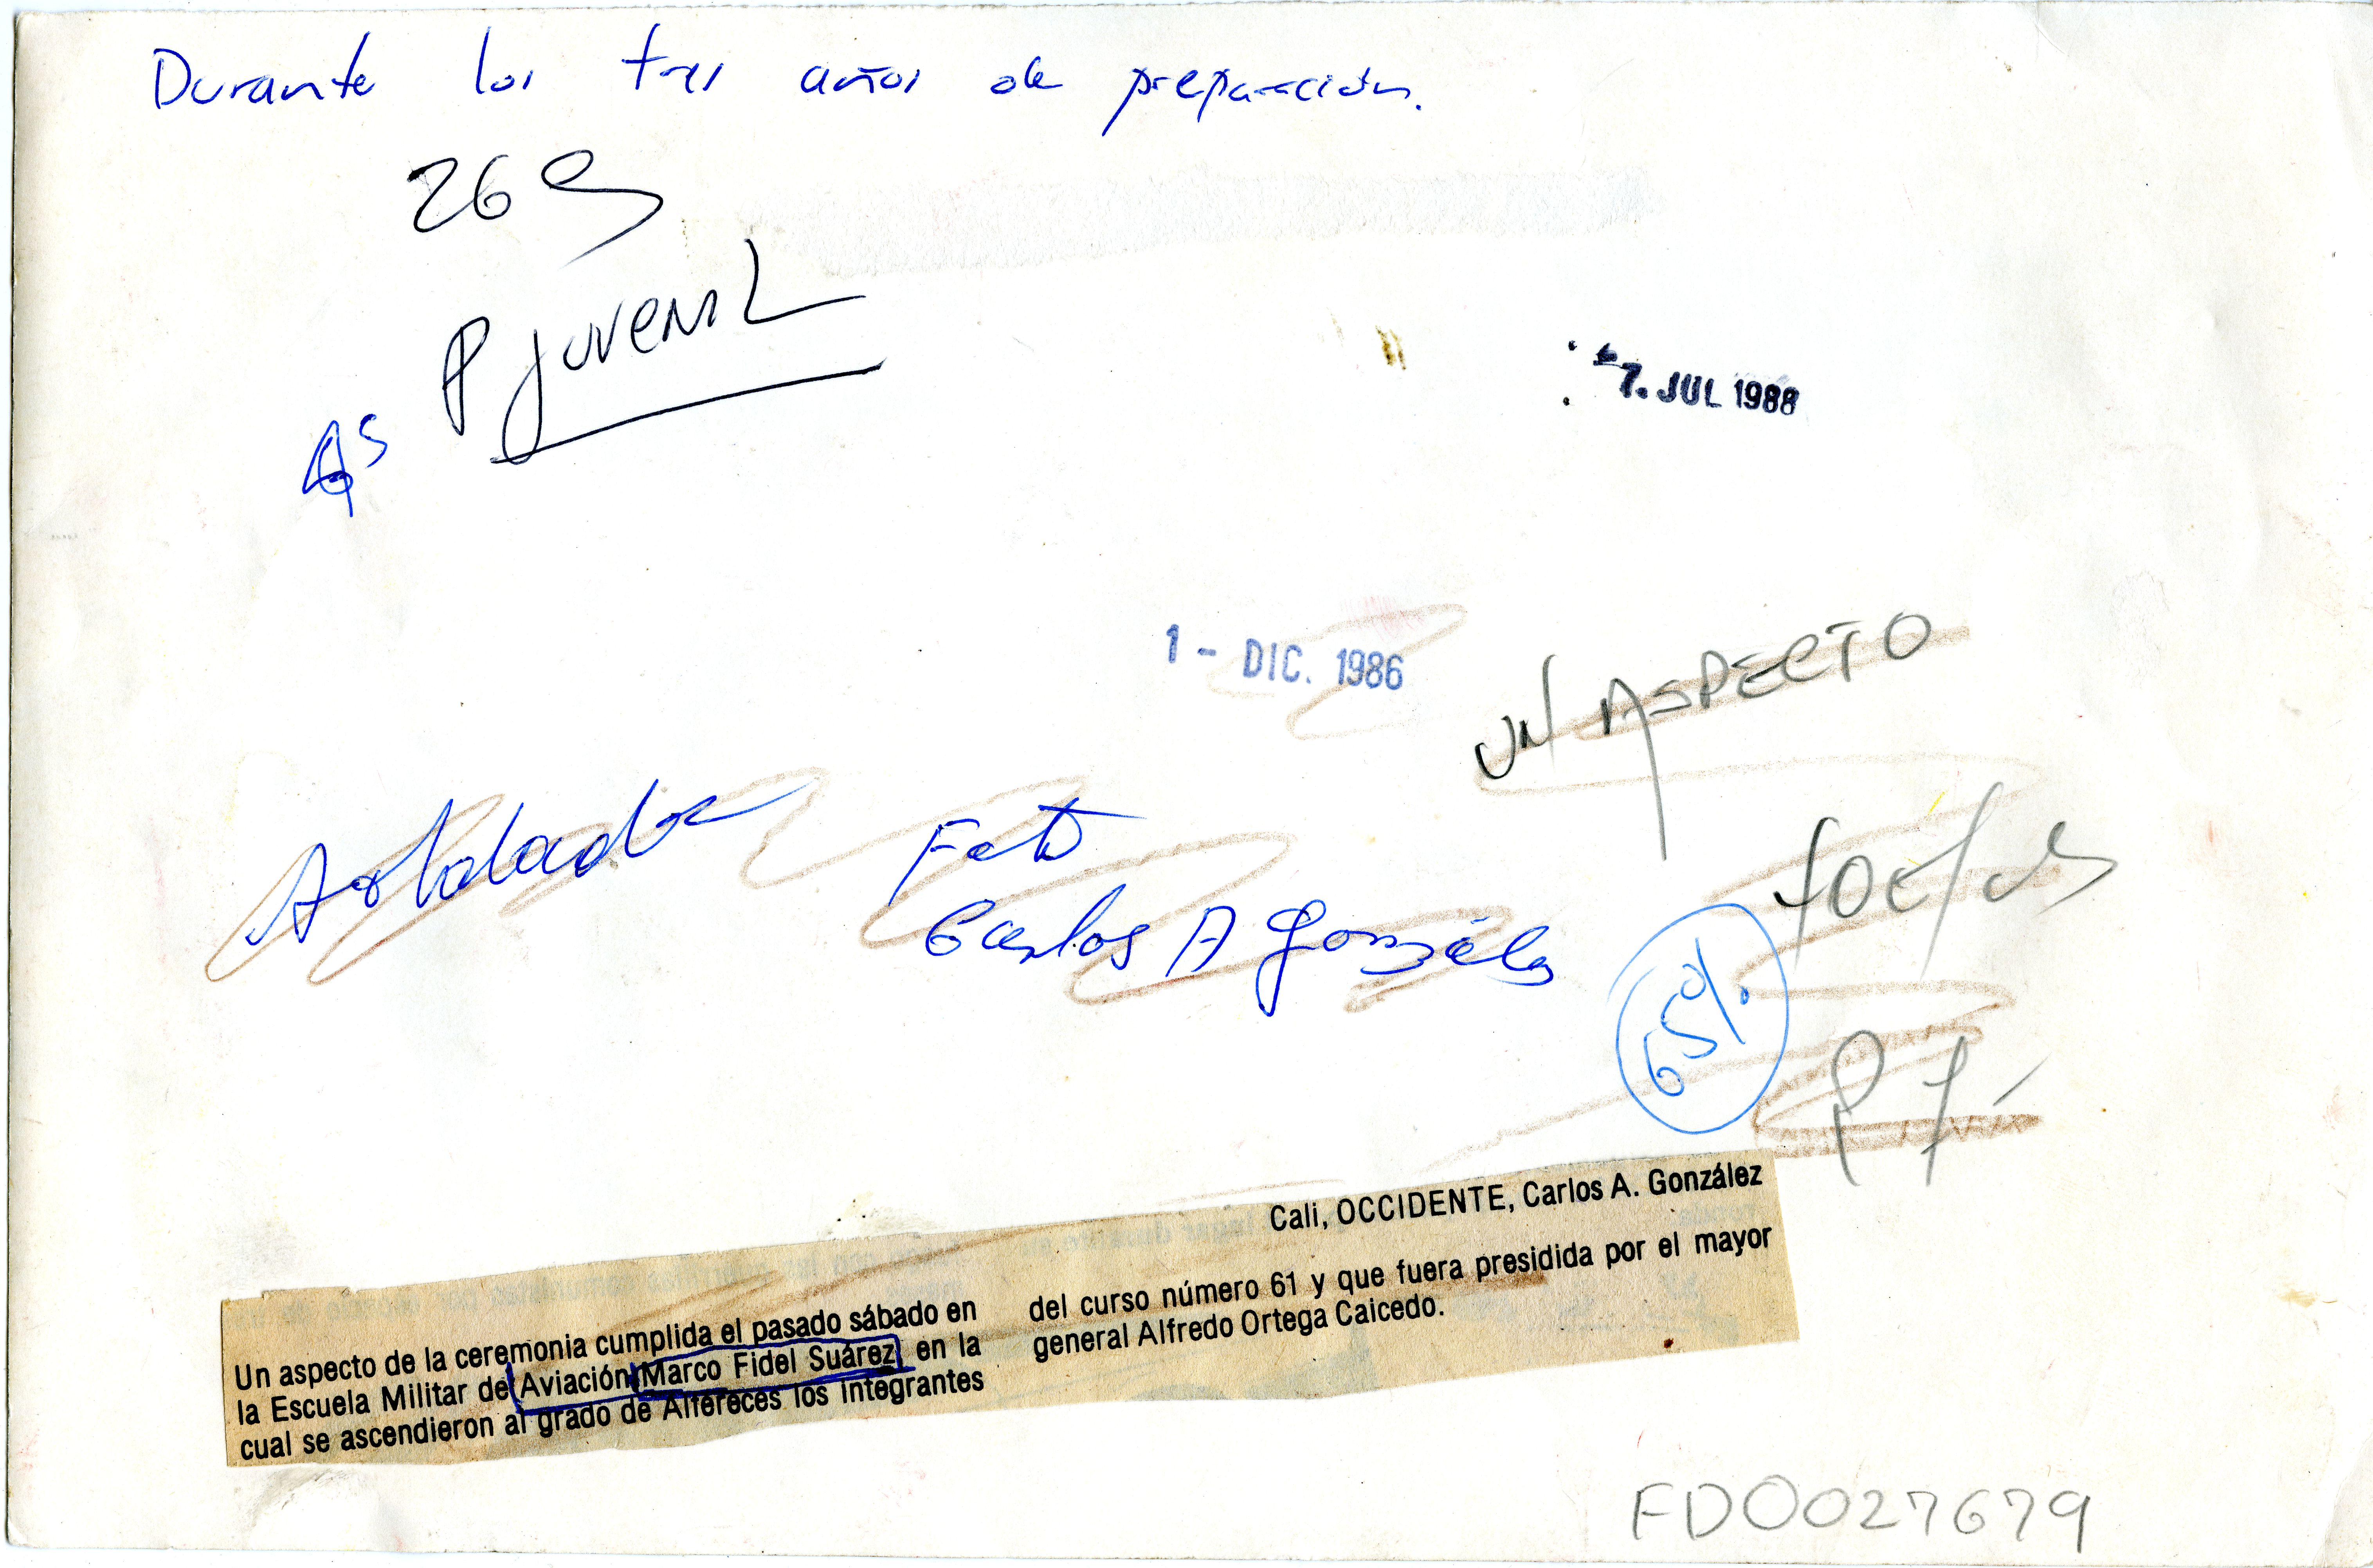 Durante los tres años de preparación.
26
P juvenil
7. JUL 1988
1 - DIC. 1986
UN ASPECTO
Foto
Carlos A González
65%
P 7
Cali, OCCIDENTE, Carlos A. González
Un aspecto de la ceremonia cumplida el pasado sábado en
la Escuela Militar de Aviación Marco Fidel Suárez en la
cual se ascendieron al grado de Alféreces los integrantes
del curso número 61 y que fuera presidida por el mayor
general Alfredo Ortega Caicedo.
FD0027679